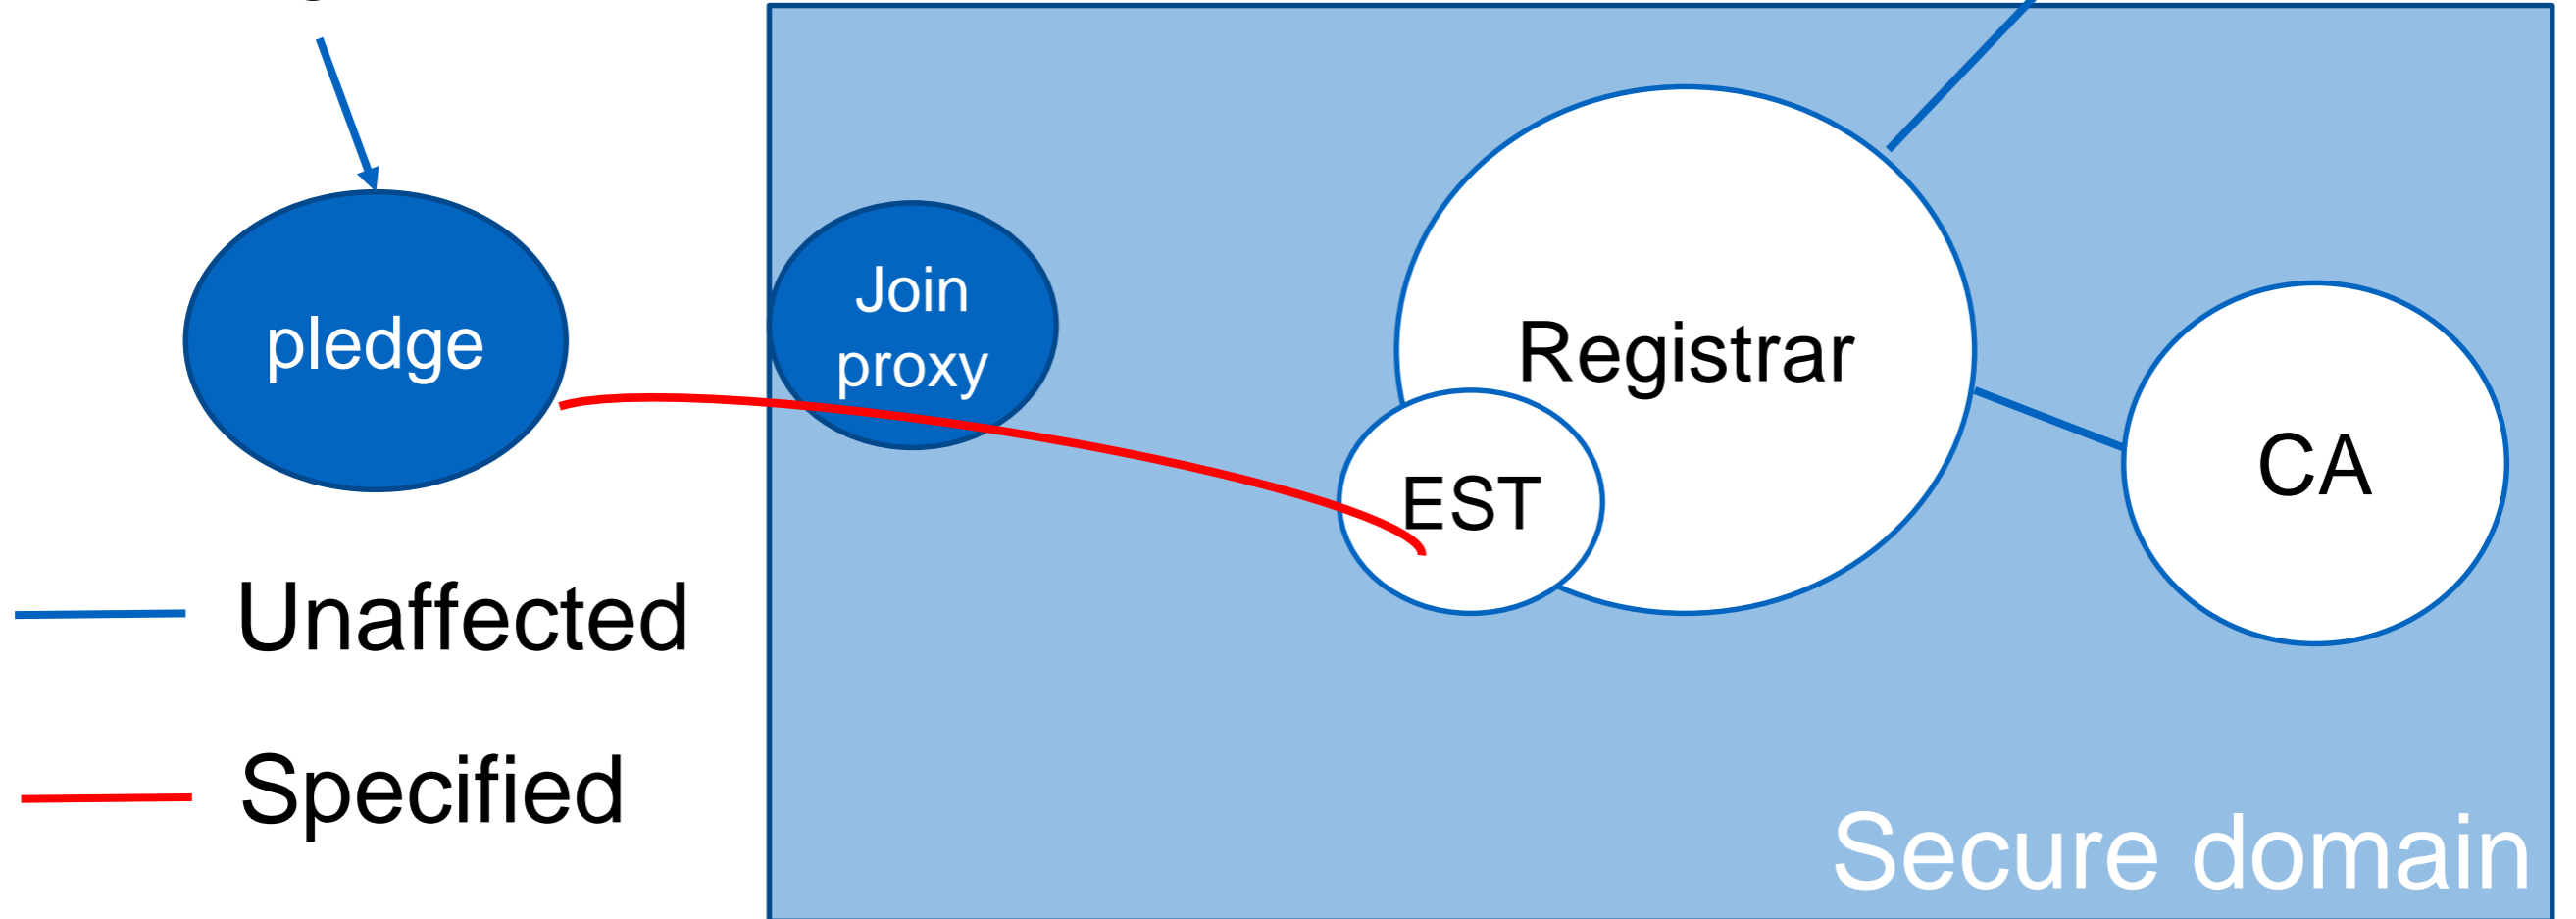 Join
proxy
pledge
Registrar
EST
CA
Unaffected
Specified
Secure domain